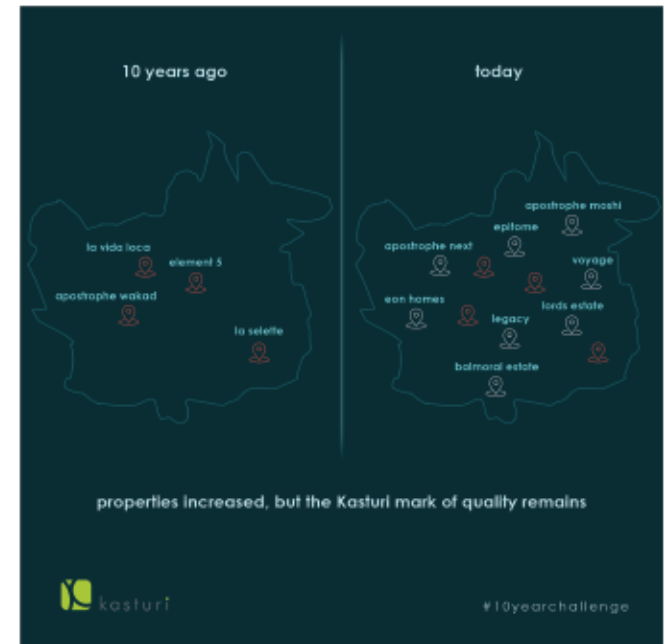 10 years ago
la vida loca
element 5
apostrophe wakad
la selette
today
apostrophe moshi
epitome
apostrophe next
voyage
eon homes
lords estate
legacy
balmoral estate
properties increased, but the Kasturi mark of quality remains
kasturi
#10yearchallenge